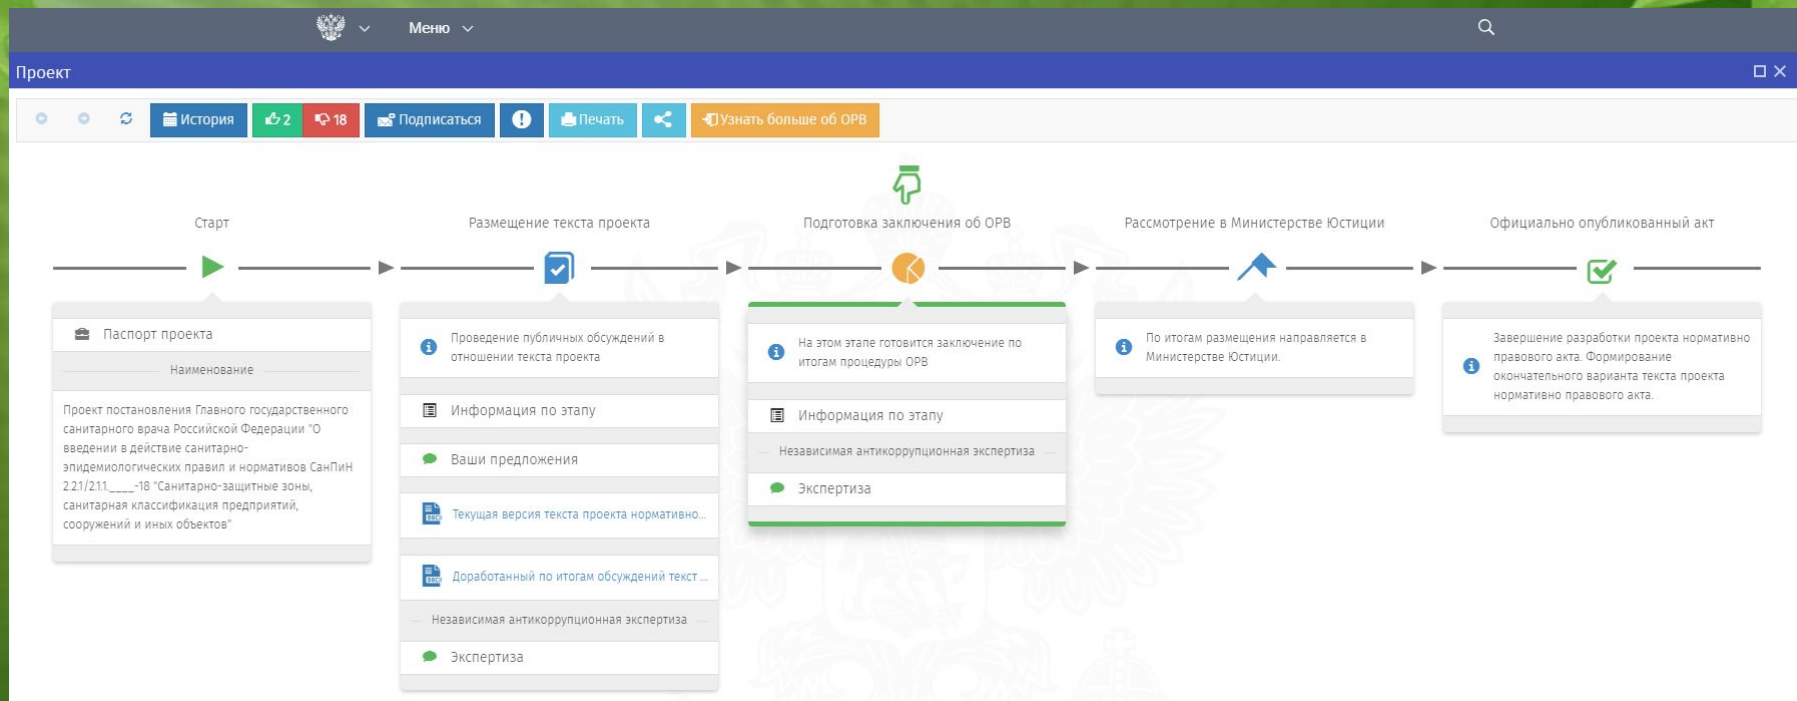 Меню
Проект
История
2
18
Подписаться
Печать
Узнать больше об ОРВ
Старт
Паспорт проекта
Наименование
Проект постановления Главного государственного
санитарного врача Российской Федерации "О
введении в действие санитарно-
эпидемиологических правил и нормативов СанПиН
2.2.1/2.1.1.____-18 "Санитарно-защитные зоны,
санитарная классификация предприятий,
сооружений и иных объектов"
Размещение текста проекта
Проведение публичных обсуждений в
отношении текста проекта
Информация по этапу
Ваши предложения
Текущая версия текста проекта нормативно...
Доработанный по итогам обсуждений текст ...
Независимая антикоррупционная экспертиза
Экспертиза
Подготовка заключения об ОРВ
На этом этапе готовится заключение по
итогам процедуры ОРВ
Информация по этапу
Независимая антикоррупционная экспертиза
Экспертиза
Рассмотрение в Министерстве Юстиции
По итогам размещения направляется в
Министерстве Юстиции.
Официально опубликованный акт
Завершение разработки проекта нормативно
правового акта. Формирование
окончательного варианта текста проекта
нормативно правового акта.